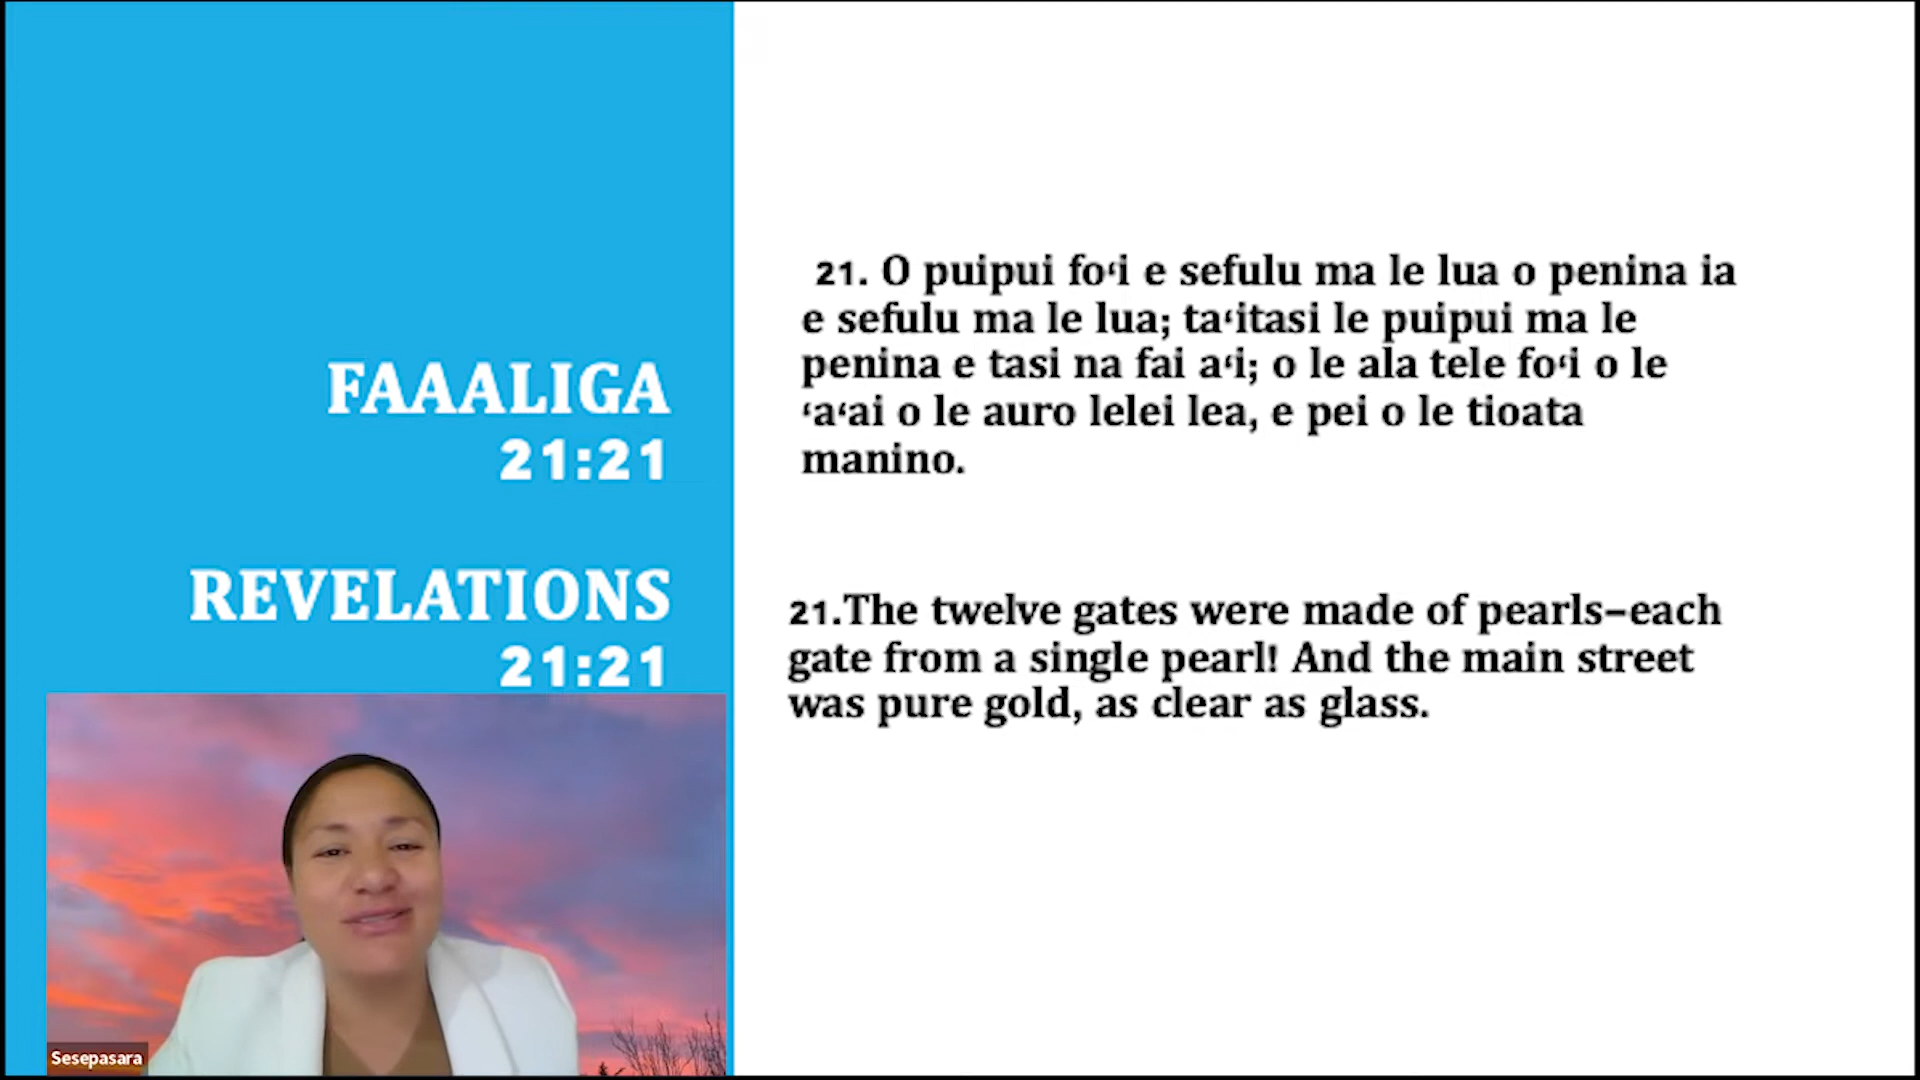 FAAALIGA
21:21
REVELATIONS
21:21
21. O puipui foʻi e sefulu ma le lua o penina ia
e sefulu ma le lua; taʻitasi le puipui ma le
penina e tasi na fai aʻi; o le ala tele foʻi o le
ʻaʻai o le auro lelei lea, e pei o le tioata
manino.
21.The twelve gates were made of pearls–each
gate from a single pearl! And the main street
was pure gold, as clear as glass.
Sesepasara